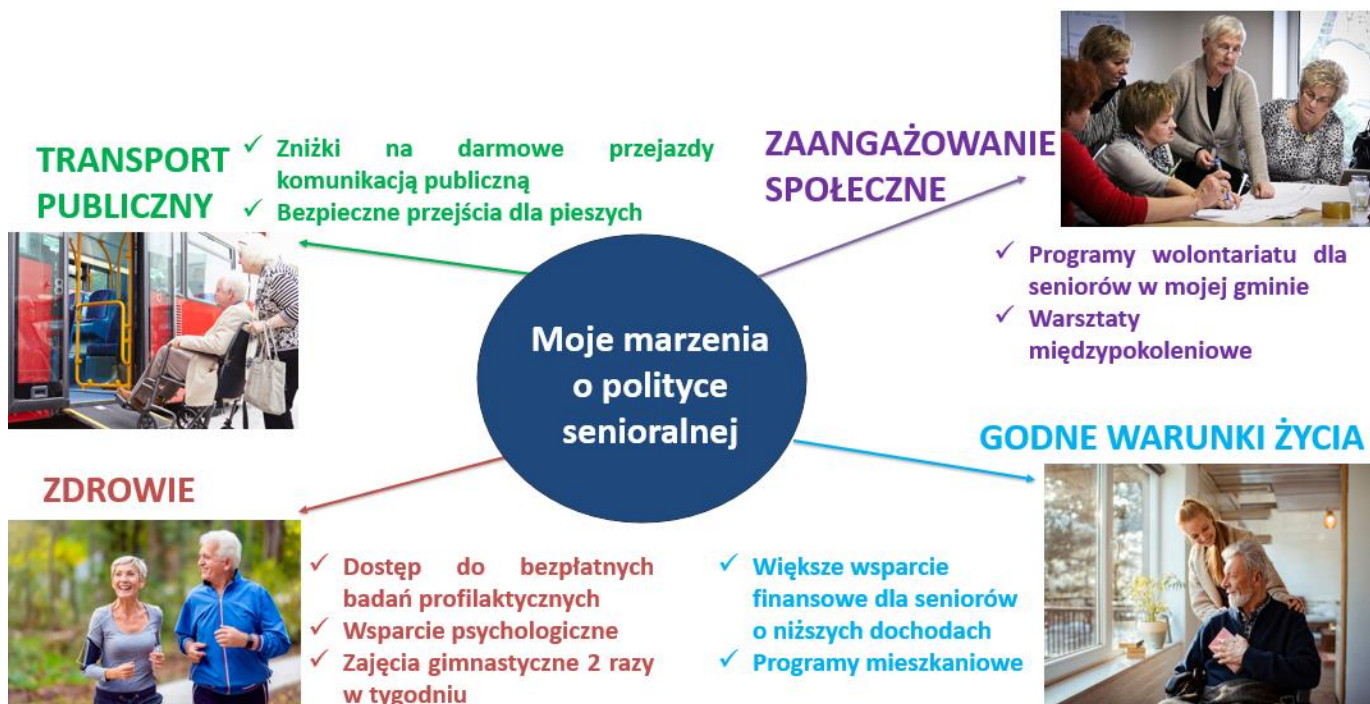 TRANSPORT
PUBLICZNY
✓ Zniżki na darmowe przejazdy
komunikacją publiczną
✓ Bezpieczne przejścia dla pieszych
ZAANGAŻOWANIE
SPOŁECZNE
✓ Programy wolontariatu dla
seniorów w mojej gminie
✓ Warsztaty
międzypokoleniowe
Moje marzenia
o polityce
senioralnej
ZDROWIE
✓ Dostęp do bezpłatnych
badań profilaktycznych
✓ Wsparcie psychologiczne
✓ Zajęcia gimnastyczne 2 razy
w tygodniu
GODNE WARUNKI ŻYCIA
✓ Większe wsparcie
finansowe dla seniorów
o niższych dochodach
✓ Programy mieszkaniowe